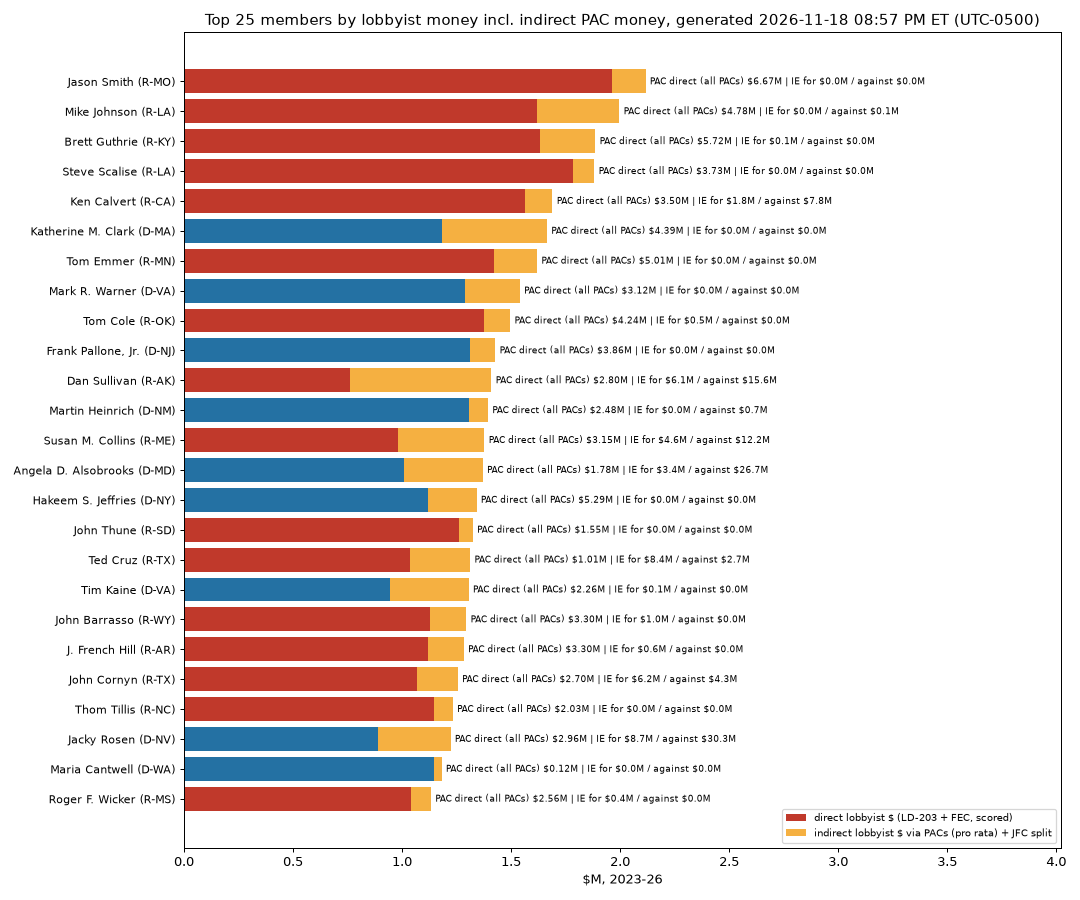 Top 25 members by lobbyist money incl. indirect PAC money, generated 2026-11-18 08:57 PM ET (UTC-0500)
Jason Smith (R-MO) PAC direct (all PACs) $6.67M | IE for $0.0M / against $0.0M
Mike Johnson (R-LA) PAC direct (all PACs) $4.78M | IE for $0.0M / against $0.1M
Brett Guthrie (R-KY) PAC direct (all PACs) $5.72M | IE for $0.1M / against $0.0M
Steve Scalise (R-LA) PAC direct (all PACs) $3.73M | IE for $0.0M / against $0.0M
Ken Calvert (R-CA) PAC direct (all PACs) $3.50M | IE for $1.8M / against $7.8M
Katherine M. Clark (D-MA) PAC direct (all PACs) $4.39M | IE for $0.0M / against $0.0M
Tom Emmer (R-MN) PAC direct (all PACs) $5.01M | IE for $0.0M / against $0.0M
Mark R. Warner (D-VA) PAC direct (all PACs) $3.12M | IE for $0.0M / against $0.0M
Tom Cole (R-OK) PAC direct (all PACs) $4.24M | IE for $0.5M / against $0.0M
Frank Pallone, Jr. (D-NJ) PAC direct (all PACs) $3.86M | IE for $0.0M / against $0.0M
Dan Sullivan (R-AK) PAC direct (all PACs) $2.80M | IE for $6.1M / against $15.6M
Martin Heinrich (D-NM) PAC direct (all PACs) $2.48M | IE for $0.0M / against $0.7M
Susan M. Collins (R-ME) PAC direct (all PACs) $3.15M | IE for $4.6M / against $12.2M
Angela D. Alsobrooks (D-MD) PAC direct (all PACs) $1.78M | IE for $3.4M / against $26.7M
Hakeem S. Jeffries (D-NY) PAC direct (all PACs) $5.29M | IE for $0.0M / against $0.0M
John Thune (R-SD) PAC direct (all PACs) $1.55M | IE for $0.0M / against $0.0M
Ted Cruz (R-TX) PAC direct (all PACs) $1.01M | IE for $8.4M / against $2.7M
Tim Kaine (D-VA) PAC direct (all PACs) $2.26M | IE for $0.1M / against $0.0M
John Barrasso (R-WY) PAC direct (all PACs) $3.30M | IE for $1.0M / against $0.0M
J. French Hill (R-AR) PAC direct (all PACs) $3.30M | IE for $0.6M / against $0.0M
John Cornyn (R-TX) PAC direct (all PACs) $2.70M | IE for $6.2M / against $4.3M
Thom Tillis (R-NC) PAC direct (all PACs) $2.03M | IE for $0.0M / against $0.0M
Jacky Rosen (D-NV) PAC direct (all PACs) $2.96M | IE for $8.7M / against $30.3M
Maria Cantwell (D-WA) PAC direct (all PACs) $0.12M | IE for $0.0M / against $0.0M
Roger F. Wicker (R-MS) PAC direct (all PACs) $2.56M | IE for $0.4M / against $0.0M
direct lobbyist $ (LD-203 + FEC, scored)
indirect lobbyist $ via PACs (pro rata) + JFC split
0.0 0.5 1.0 1.5 2.0 2.5 3.0 3.5 4.0
$M, 2023-26